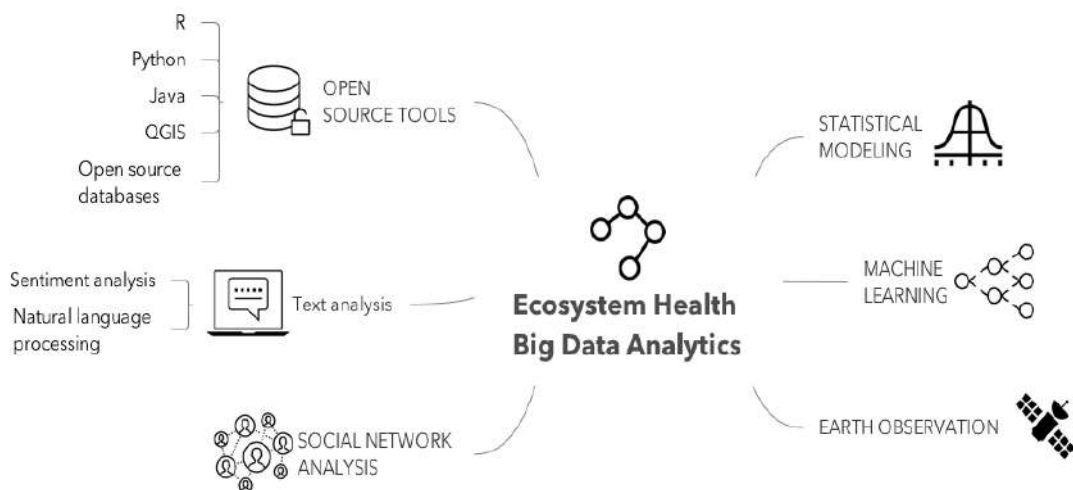 R
Python
Java
QGIS
Open source
databases
OPEN
SOURCE TOOLS
Sentiment analysis
Natural language
processing
Text analysis
SOCIAL NETWORK
ANALYSIS
Ecosystem Health
Big Data Analytics
STATISTICAL
MODELING
MACHINE
LEARNING
EARTH OBSERVATION